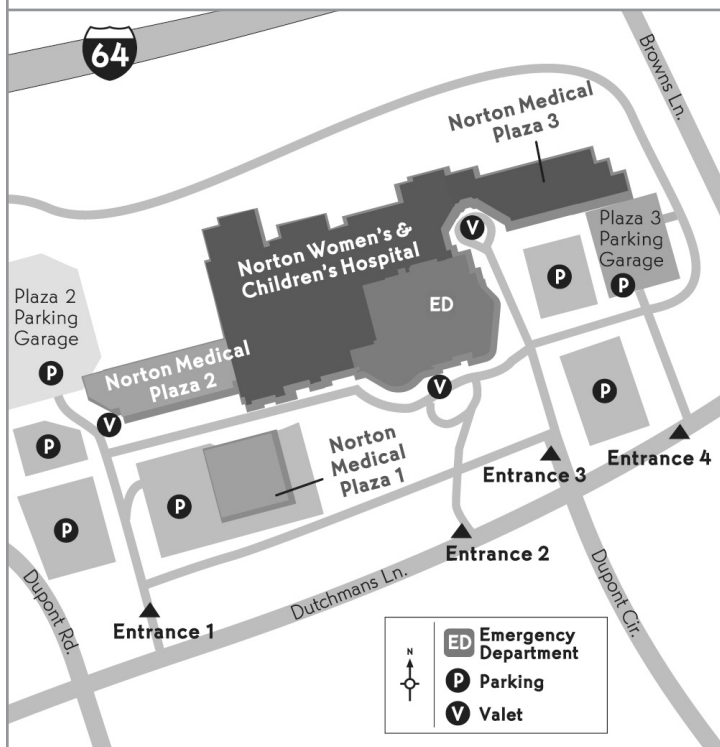 64
Browns Ln.
Norton Medical
Plaza 3
Norton Women's &
Children's Hospital
V
Plaza 3
Parking
Garage
P
P
ED
Plaza 2
Parking
Garage
P
Norton Medical
Plaza 2
V
V
P
P
Norton
Medical
Plaza 1
P
P
Entrance 4
Entrance 3
Entrance 2
Entrance 1
Dutchmans Ln.
Dupont Rd.
Dupont Cir.
N
ED Emergency
Department
P Parking
V Valet